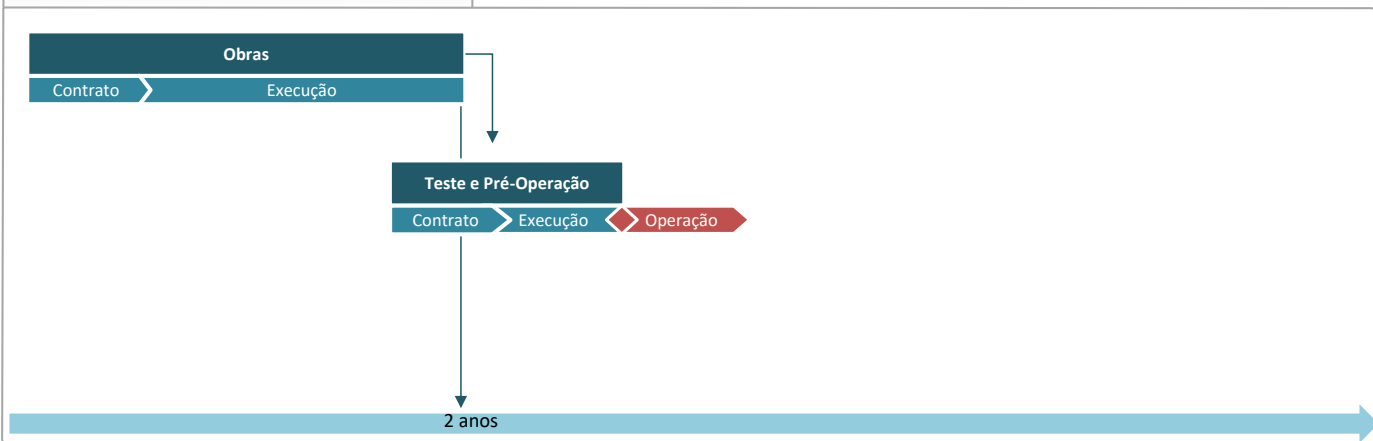 Obras
Contrato
Execução
Teste e Pré-Operação
Contrato
Execução
Operação
2 anos